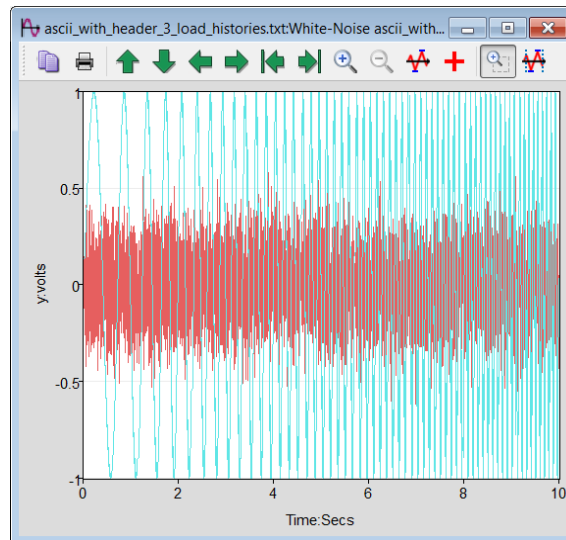 ascii_with_header_3_load_histories.txt:White-Noise ascii_with...
1
0.5
0
-0.5
-1
y:volts
0 2 4 6 8 10
Time:Secs